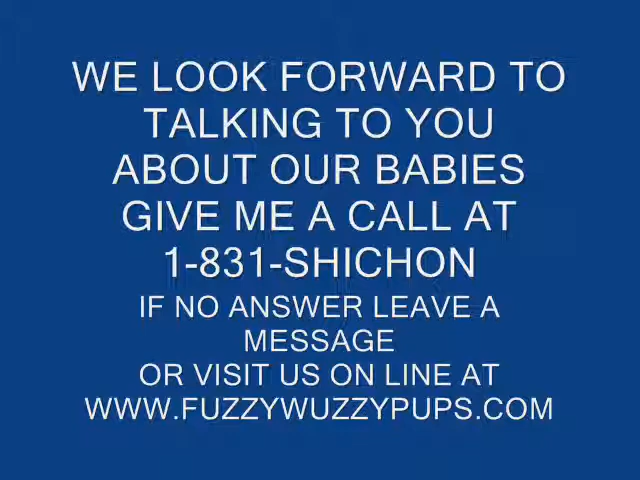 WE LOOK FORWARD TO
TALKING TO YOU
ABOUT OUR BABIES
GIVE ME A CALL AT
1-831-SHICHON
IF NO ANSWER LEAVE A
MESSAGE
OR VISIT US ON LINE AT
WWW.FUZZYWUZZYPUPS.COM